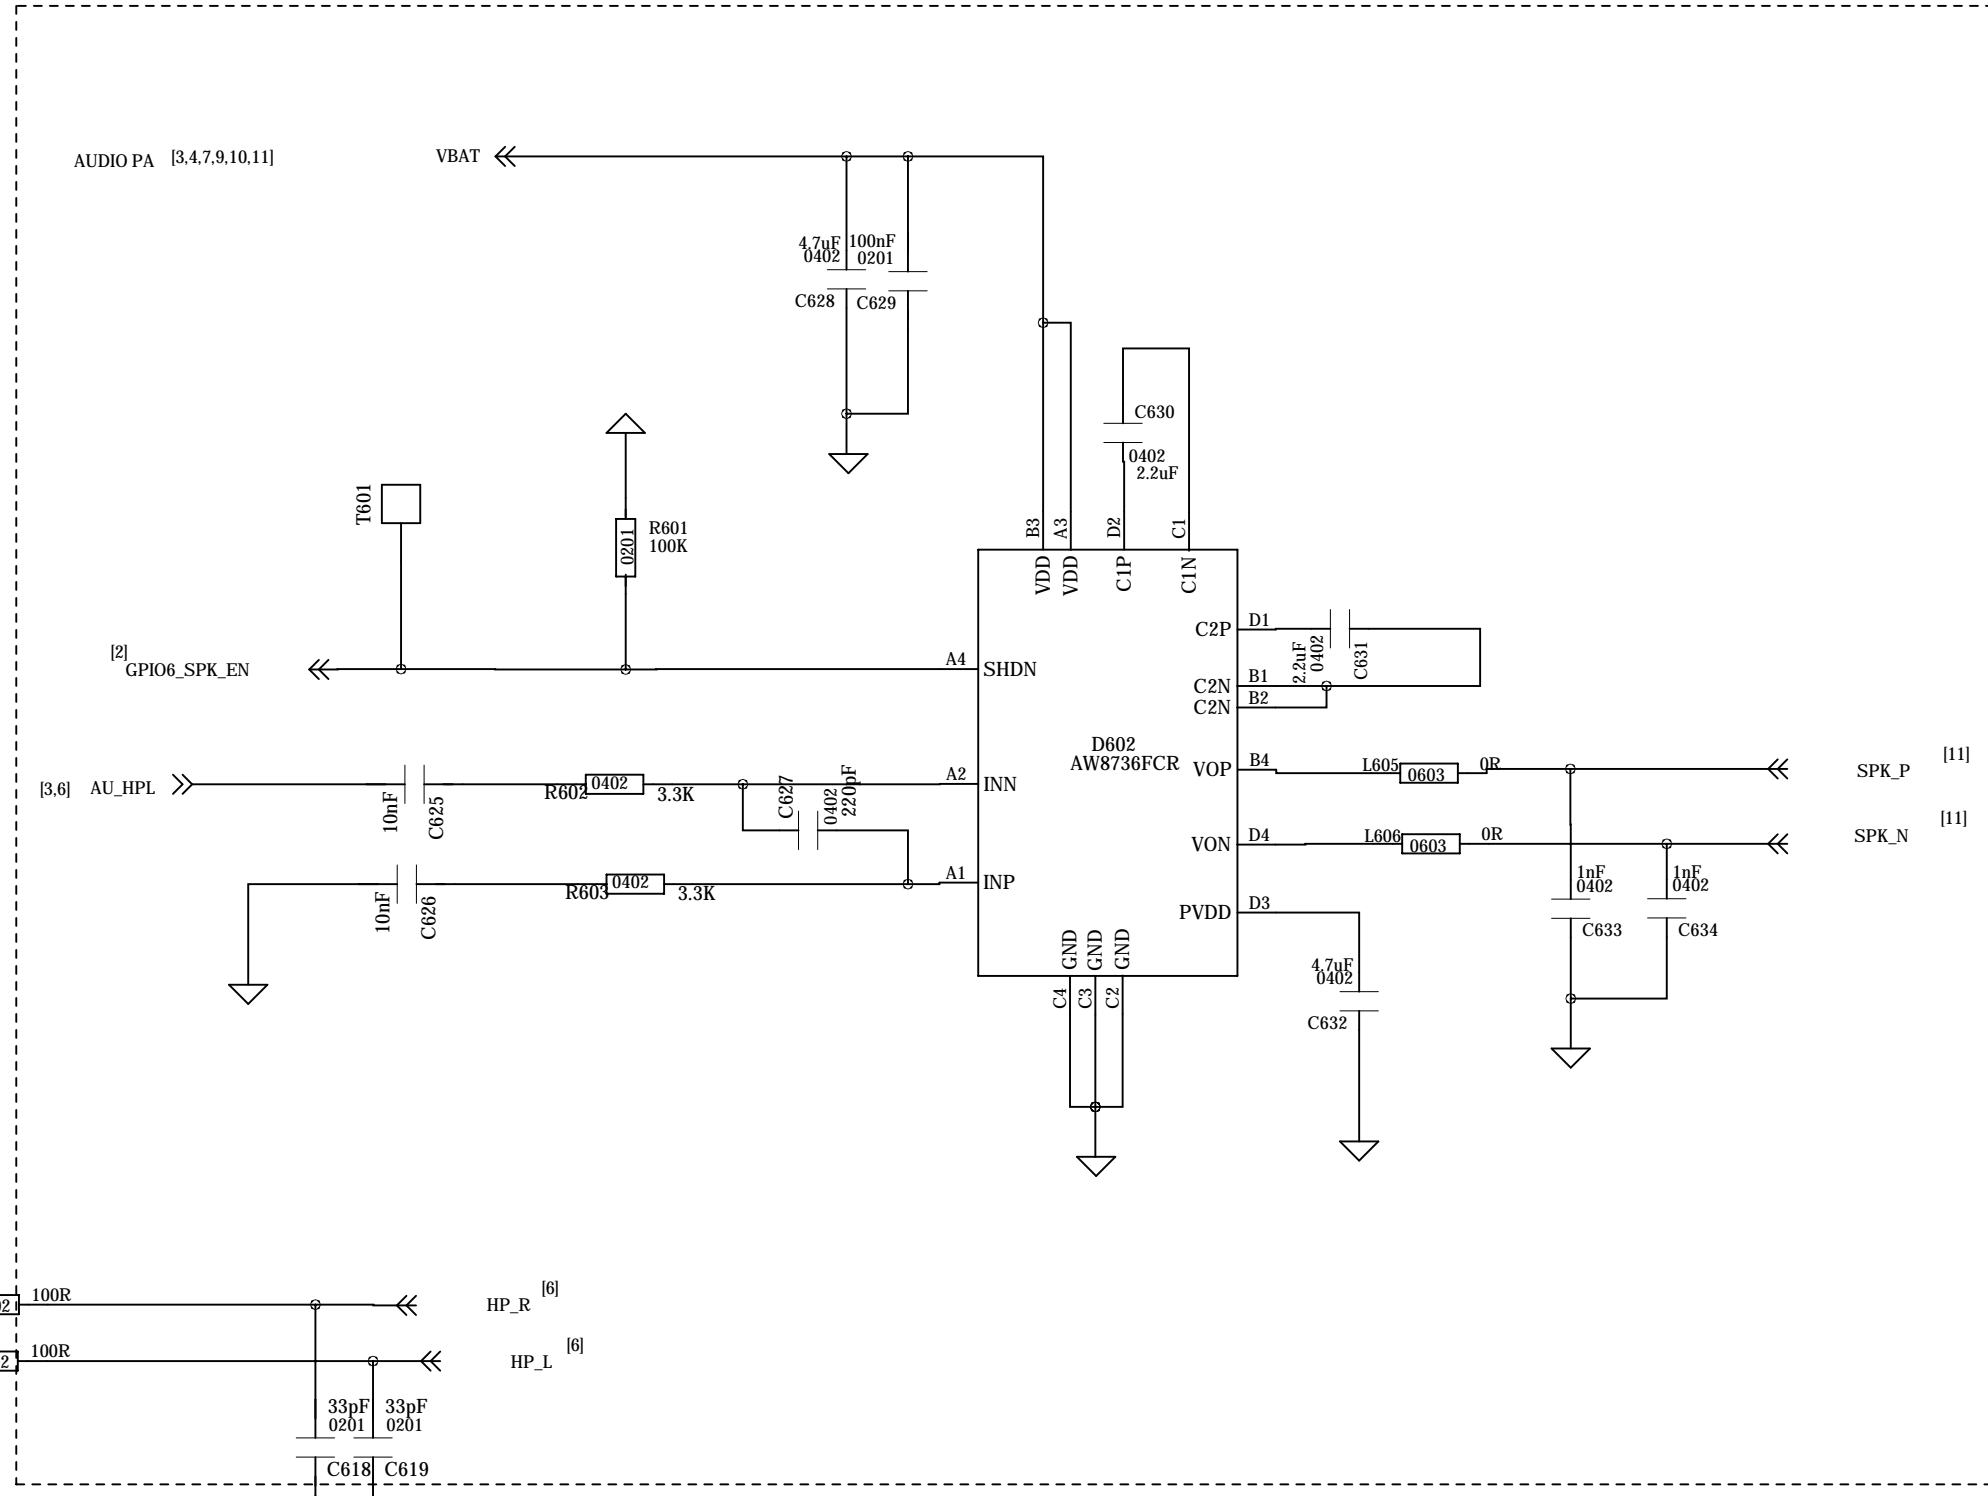 AUDIO PA [3,4,7,9,10,11]
VBAT
4.7uF
0402
C628
100nF
0201
C629
C630
0402
2.2uF
T601
0201
R601
100K
B3
A3
D2
C1
VDD
VDD
C1P
C1N
[2]
GPIO6_SPK_EN
A4
SHDN
C2P
D1
2.2uF
0402
C631
C2N
B1
C2N
B2
D602
AW8736FCR
[3,6] AU_HPL
10nF
C625
R602
0402
3.3K
C627
0402
220pF
A2
INN
VOP
B4
L605
0603
0R
SPK_P
[11]
VON
D4
L606
0603
0R
SPK_N
[11]
10nF
C626
R603
0402
3.3K
A1
INP
PVDD
D3
1nF
0402
C633
1nF
0402
C634
4.7uF
0402
C632
GND
GND
GND
C4
C3
C2
02
100R
HP_R
[6]
2
100R
HP_L
[6]
33pF
0201
C618
33pF
0201
C619